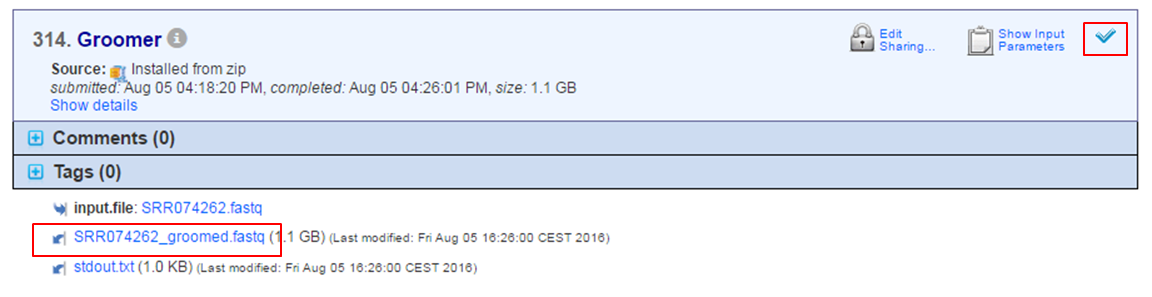 314. Groomer
Edit Sharing...
Show Input Parameters
Source: Installed from zip
submitted: Aug 05 04:18:20 PM, completed: Aug 05 04:26:01 PM, size: 1.1 GB
Show details
Comments (0)
Tags (0)
input.file: SRR074262.fastq
SRR074262_groomed.fastq (1.1 GB) (Last modified: Fri Aug 05 16:26:00 CEST 2016)
stdout.txt (1.0 KB) (Last modified: Fri Aug 05 16:26:00 CEST 2016)